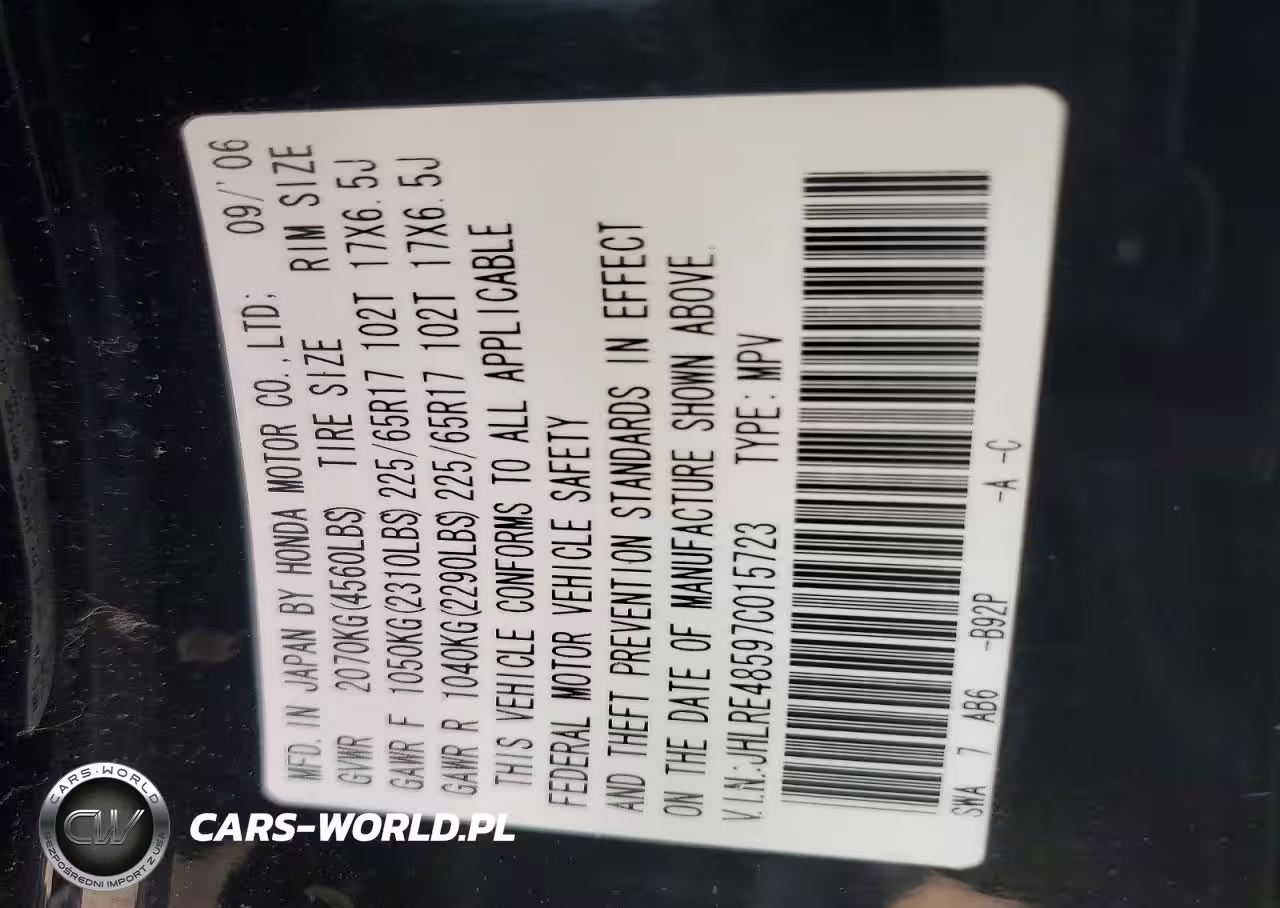 MFD. IN JAPAN BY HONDA MOTOR CO., LTD; 09/'06
GVWR 2070KG(4560LBS) TIRE SIZE RIM SIZE
GAWR F 1050KG(2310LBS)225/65R17 102T 17X6.5J
GAWR R 1040KG(2290LBS)225/65R17 102T 17X6.5J
THIS VEHICLE CONFORMS TO ALL APPLICABLE
FEDERAL MOTOR VEHICLE SAFETY
AND THEFT PREVENTION STANDARDS IN EFFECT
ON THE DATE OF MANUFACTURE SHOWN ABOVE.
V.I.N.:JHLRE48597C015723 TYPE: MPV
SWA 7 AB6 -B92P -A -C
CARS-WORLD
CW
BEZPOŚREDNI IMPORT Z USA
CARS-WORLD.PL